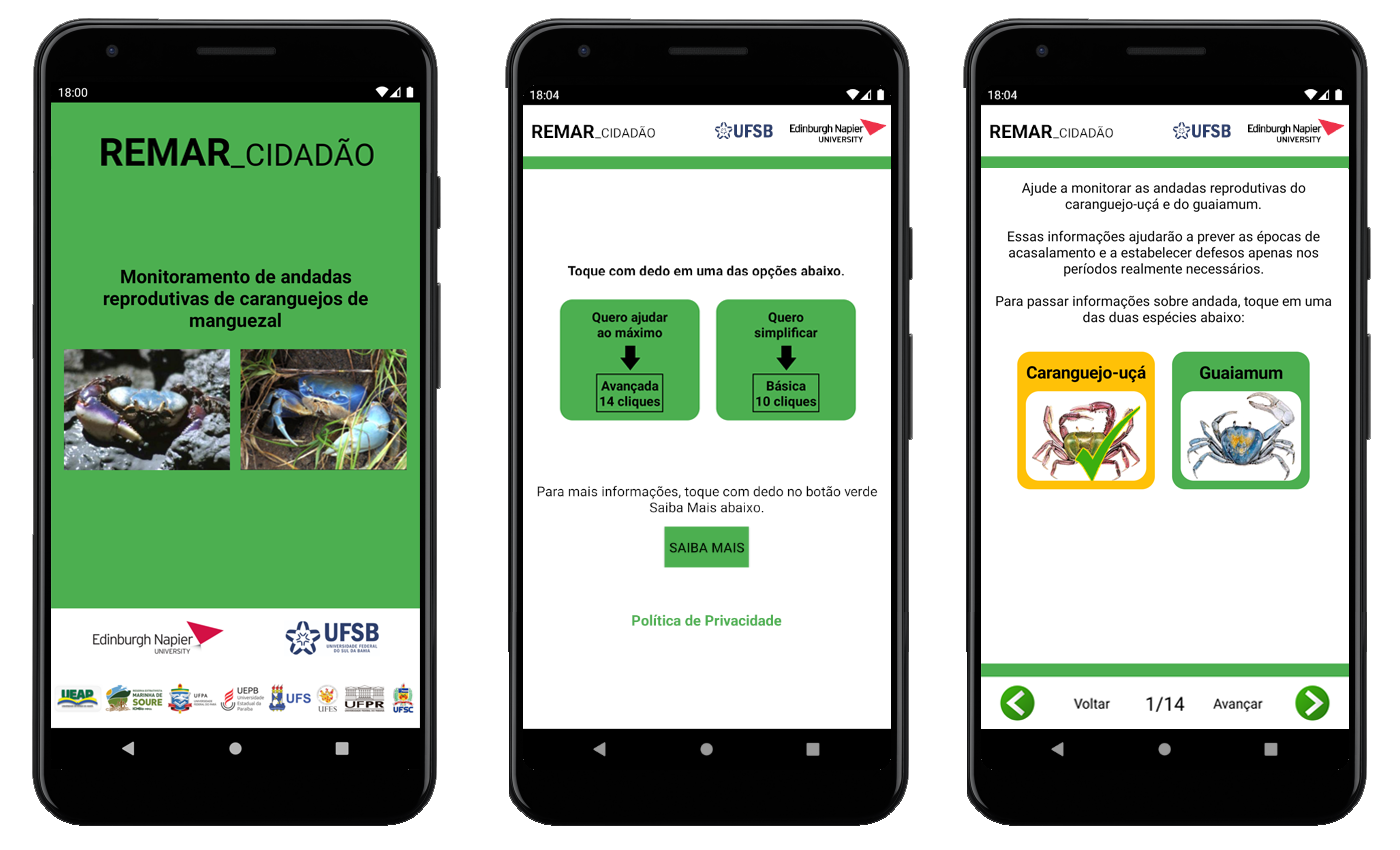 18:00
REMAR_CIDADÃO
Monitoramento de andadas
reprodutivas de caranguejos de
manguezal
Edinburgh Napier
UNIVERSITY
UFSB
UNIVERSIDADE FEDERAL
DO SUL DA BAHIA
UEAP
MARINHA DE
SOURE
UFPA
UEPB
Universidade
Estadual da
Paraíba
UFS
UFES
UFPR
UFSC
18:04
REMAR_CIDADÃO
UFSB
Edinburgh Napier
UNIVERSITY
Toque com dedo em uma das opções abaixo.
Quero ajudar
ao máximo
Avançada
14 cliques
Quero
simplificar
Básica
10 cliques
Para mais informações, toque com dedo no botão verde
Saiba Mais abaixo.
SAIBA MAIS
Política de Privacidade
18:04
REMAR_CIDADÃO
UFSB
Edinburgh Napier
UNIVERSITY
Ajude a monitorar as andadas reprodutivas do
caranguejo-uçá e do guaiamum.
Essas informações ajudarão a prever as épocas de
acasalamento e a estabelecer defesos apenas nos
períodos realmente necessários.
Para passar informações sobre andada, toque em uma
das duas espécies abaixo:
Caranguejo-uçá
Guaiamum
Voltar
1/14
Avançar